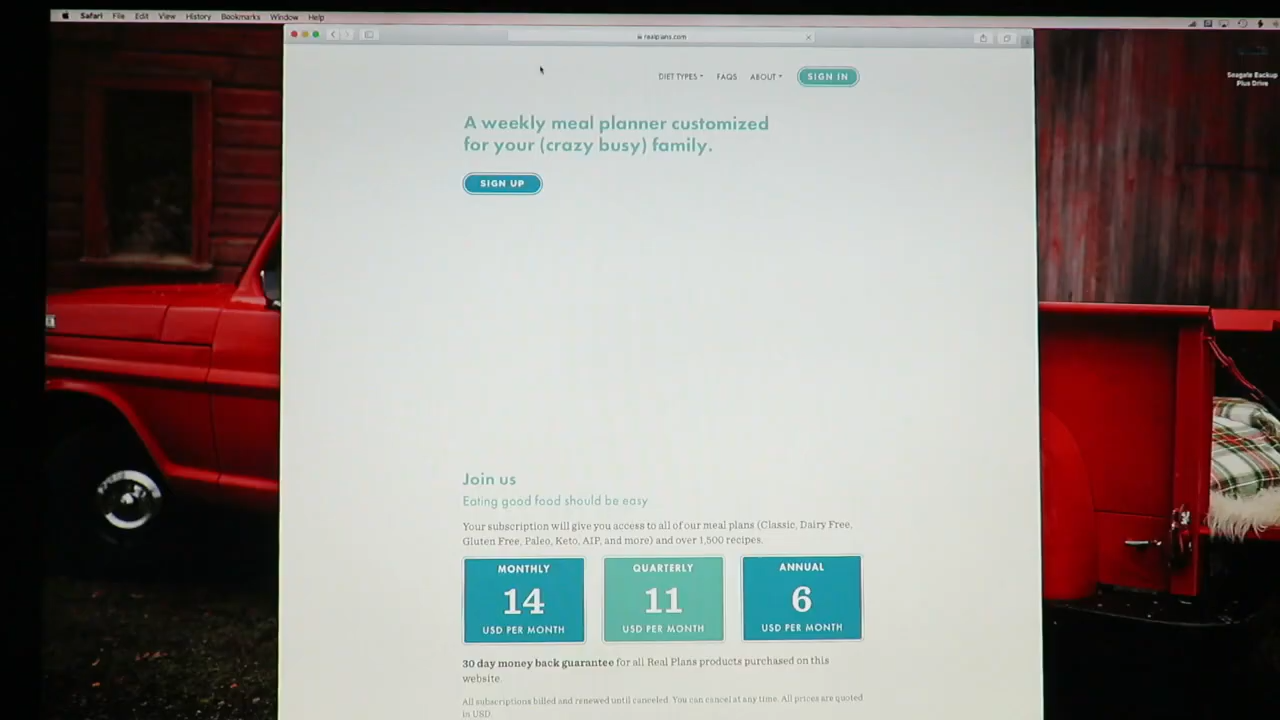 Safari File Edit View History Bookmarks Window Help
realplans.com
Seagate Backup
Plus Drive
DIET TYPES FAQS ABOUT SIGN IN
A weekly meal planner customized
for your (crazy busy) family.
SIGN UP
Join us
Eating good food should be easy
Your subscription will give you access to all of our meal plans (Classic, Dairy Free,
Gluten Free, Paleo, Keto, AIP, and more) and over 1,500 recipes.
MONTHLY
14
USD PER MONTH
QUARTERLY
11
USD PER MONTH
ANNUAL
6
USD PER MONTH
30 day money back guarantee for all Real Plans products purchased on this
website.
All subscriptions billed and renewed until canceled. You can cancel at any time. All prices are quoted
in USD.